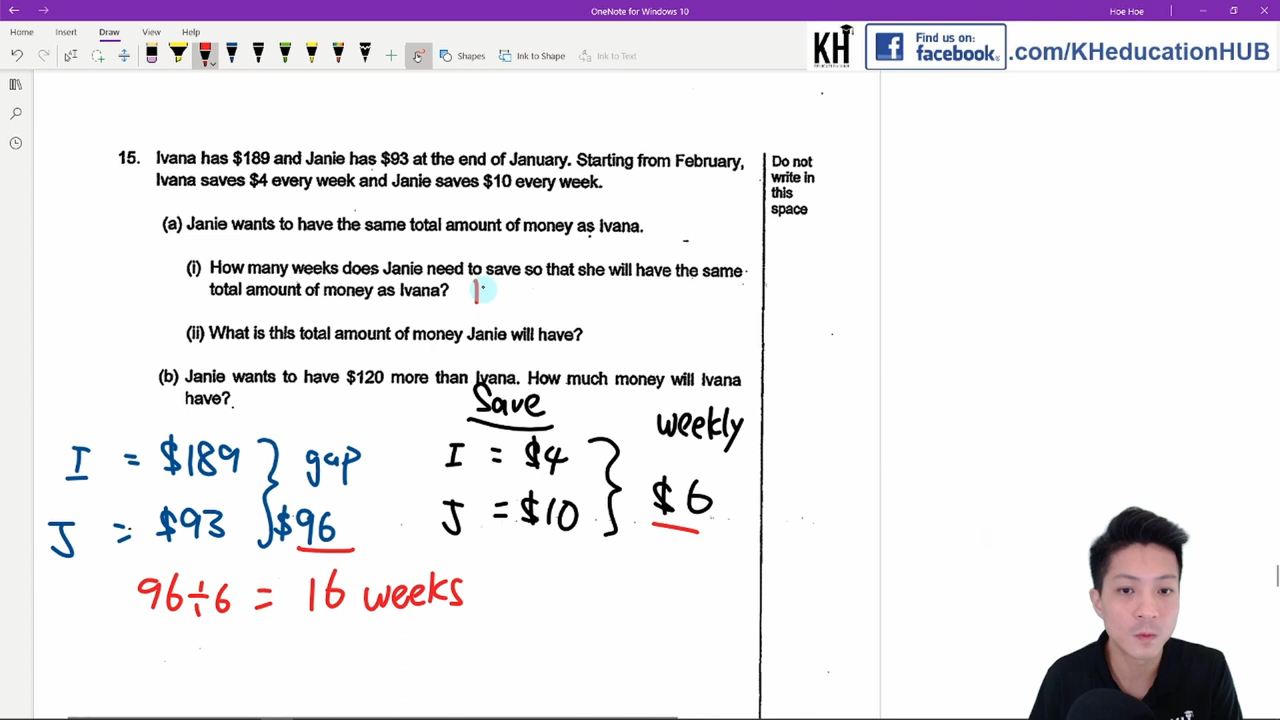 OneNote for Windows 10
Hoe Hoe
Home Insert Draw View Help
Shapes Ink to Shape Ink to Text
KH
Find us on:
facebook. .com/KHeducationHUB
15. Ivana has $189 and Janie has $93 at the end of January. Starting from February,
Ivana saves $4 every week and Janie saves $10 every week.
Do not
write in
this
space
(a) Janie wants to have the same total amount of money as Ivana.
(i) How many weeks does Janie need to save so that she will have the same
total amount of money as Ivana?
(ii) What is this total amount of money Janie will have?
(b) Janie wants to have $120 more than Ivana. How much money will Ivana
have?
I = $189 } gap
J = $93 $96
Save
weekly
I = $4 }
J = $10 $6
96÷6 = 16 weeks